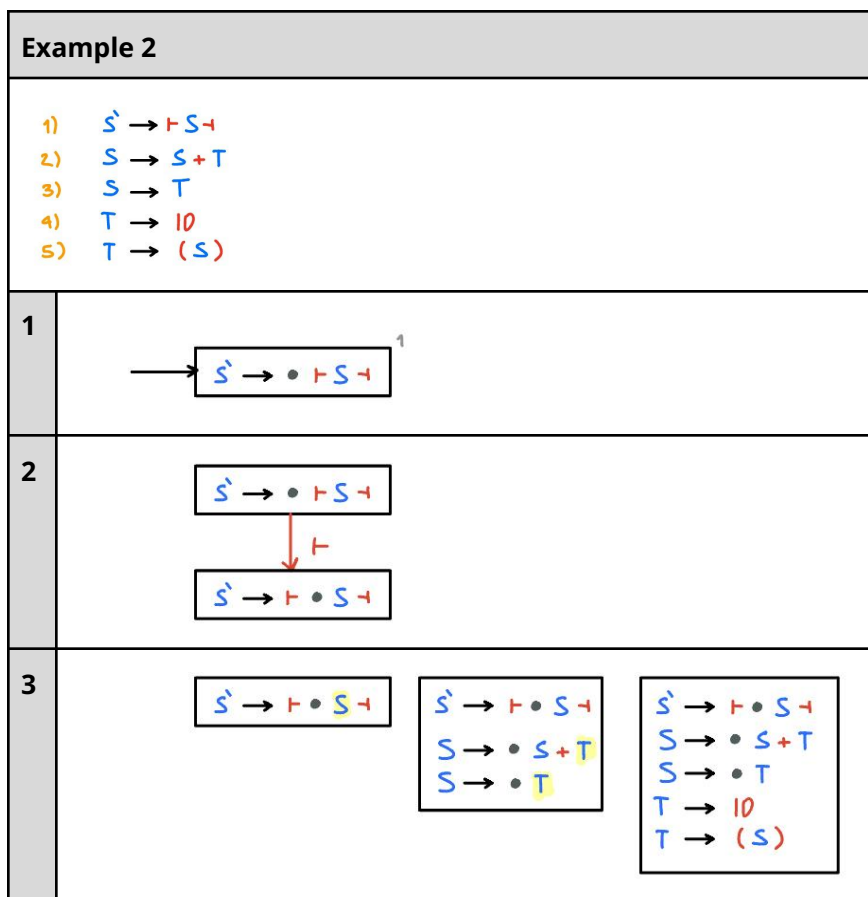 Example 2
1) S` → ⊢ S ⊣
2) S → S + T
3) S → T
4) T → ID
5) T → ( S )
1
1
S` → • ⊢ S ⊣
2
S` → • ⊢ S ⊣
⊢
S` → ⊢ • S ⊣
3
S` → ⊢ • S ⊣
S` → ⊢ • S ⊣
S → • S + T
S → • T
S` → ⊢ • S ⊣
S → • S + T
S → • T
T → ID
T → ( S )